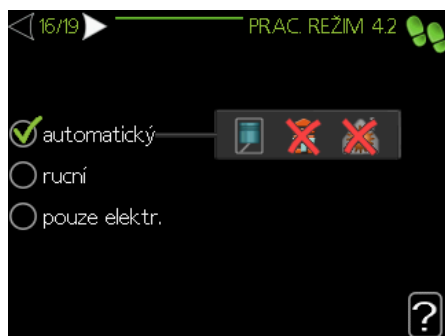 16/19 PRAC. REŽIM 4.2
automatický
rucní
pouze elektr.
?